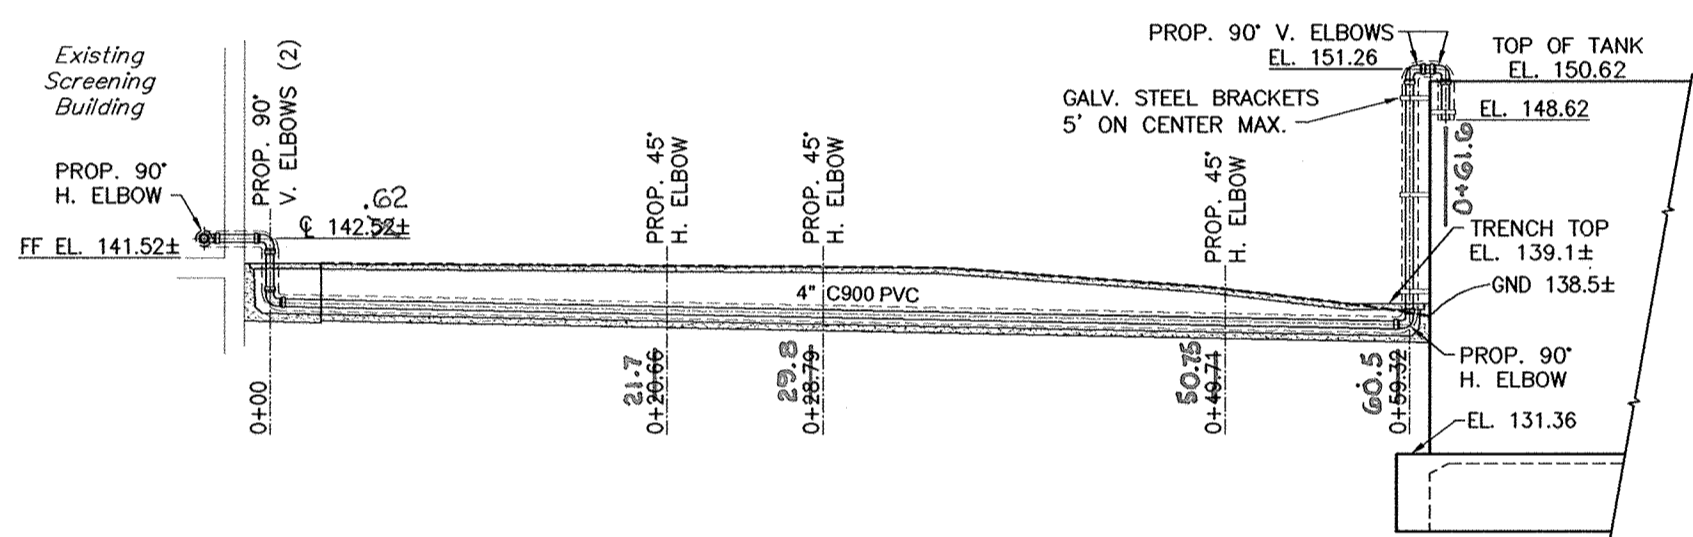 Existing
Screening
Building
PROP. 90°
H. ELBOW
FF EL. 141.52±
PROP. 90°
V. ELBOWS (2)
.62
℄ 142.52±
PROP. 45°
H. ELBOW
PROP. 45°
H. ELBOW
PROP. 45°
H. ELBOW
4" C900 PVC
PROP. 90° V. ELBOWS
EL. 151.26
TOP OF TANK
EL. 150.62
GALV. STEEL BRACKETS
5' ON CENTER MAX.
EL. 148.62
0+61.6
TRENCH TOP
EL. 139.1±
GND 138.5±
PROP. 90°
H. ELBOW
EL. 131.36
0+00
21.7
0+20.66
29.8
0+28.79
50.75
0+49.71
60.5
0+59.32